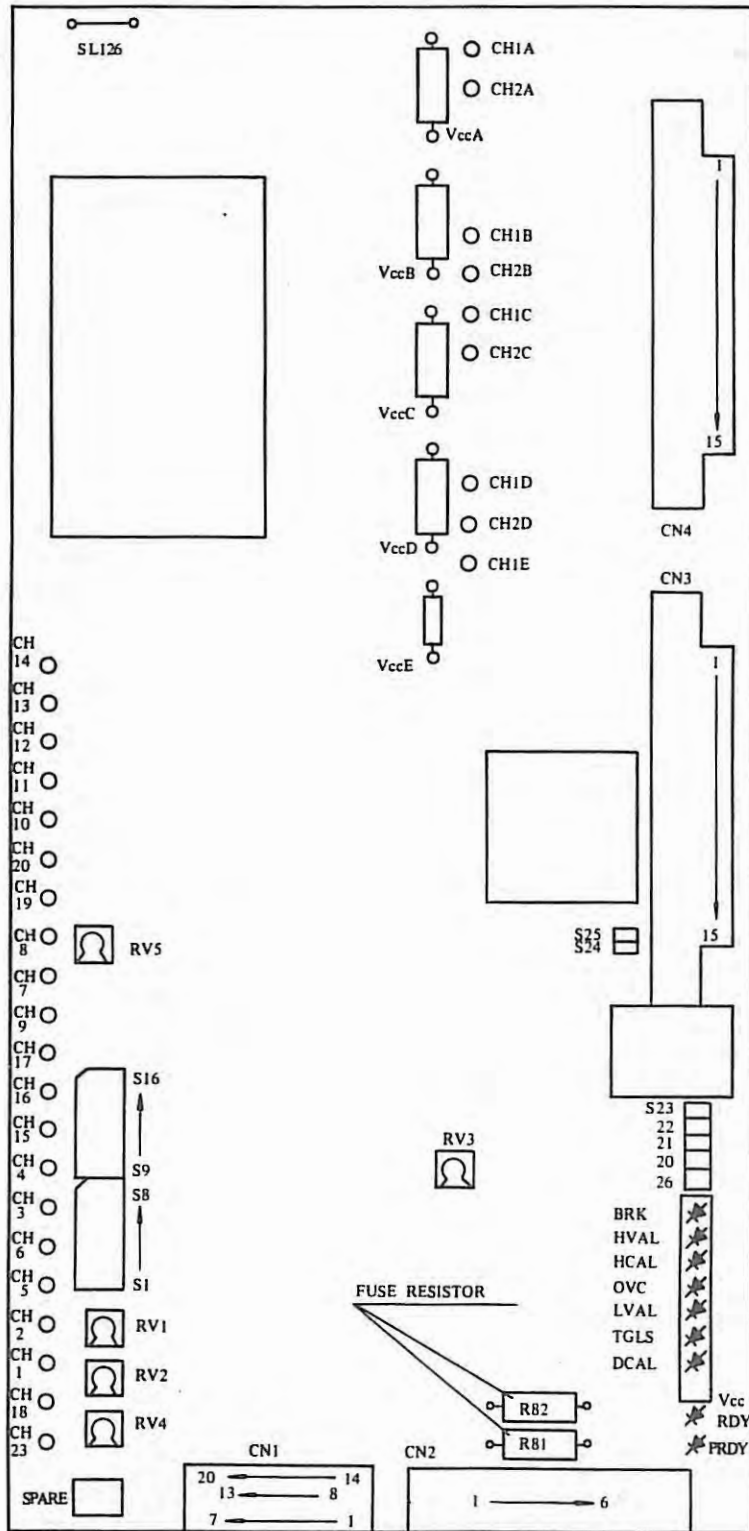 SL126
CH1A
CH2A
VccA
1
CH1B
VccB
CH2B
CH1C
CH2C
VccC
15
CH1D
CN4
CH2D
VccD
CH1E
CN3
CH
14
VccE
1
CH
13
CH
12
CH
11
CH
10
CH
20
CH
19
CH
8
RV5
S25
15
S24
CH
7
CH
9
CH
17
S16
CH
16
S23
22
CH
15
RV3
21
20
S9
CH
4
26
S8
CH
3
BRK
HVAL
CH
6
HCAL
S1
CH
5
FUSE RESISTOR
OVC
LVAL
CH
2
RV1
TGLS
DCAL
CH
1
RV2
CH
18
R82
Vcc
RDY
RV4
CH
23
CN1
CN2
R81
PRDY
20
14
SPARE
13
8
1
6
7
1